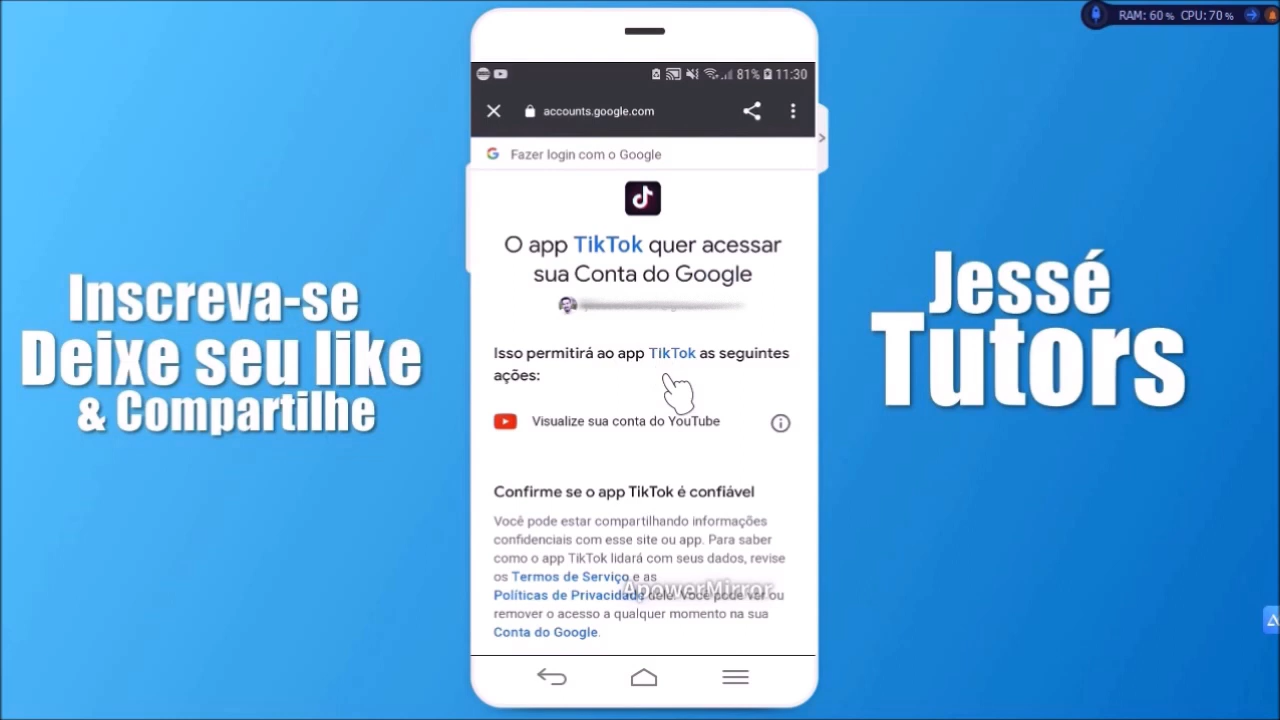 RAM: 60% CPU: 70%
81% 11:30
accounts.google.com
Fazer login com o Google
O app TikTok quer acessar
sua Conta do Google
Isso permitirá ao app TikTok as seguintes
ações:
Visualize sua conta do YouTube
Confirme se o app TikTok é confiável
Você pode estar compartilhando informações
confidenciais com esse site ou app. Para saber
como o app TikTok lidará com seus dados, revise
os Termos de Serviço e as
Políticas de Privacidade dele. Você pode ver ou
remover o acesso a qualquer momento na sua
Conta do Google.
ApowerMirror
Inscreva-se
Deixe seu like
& Compartilhe
Jessé
Tutors